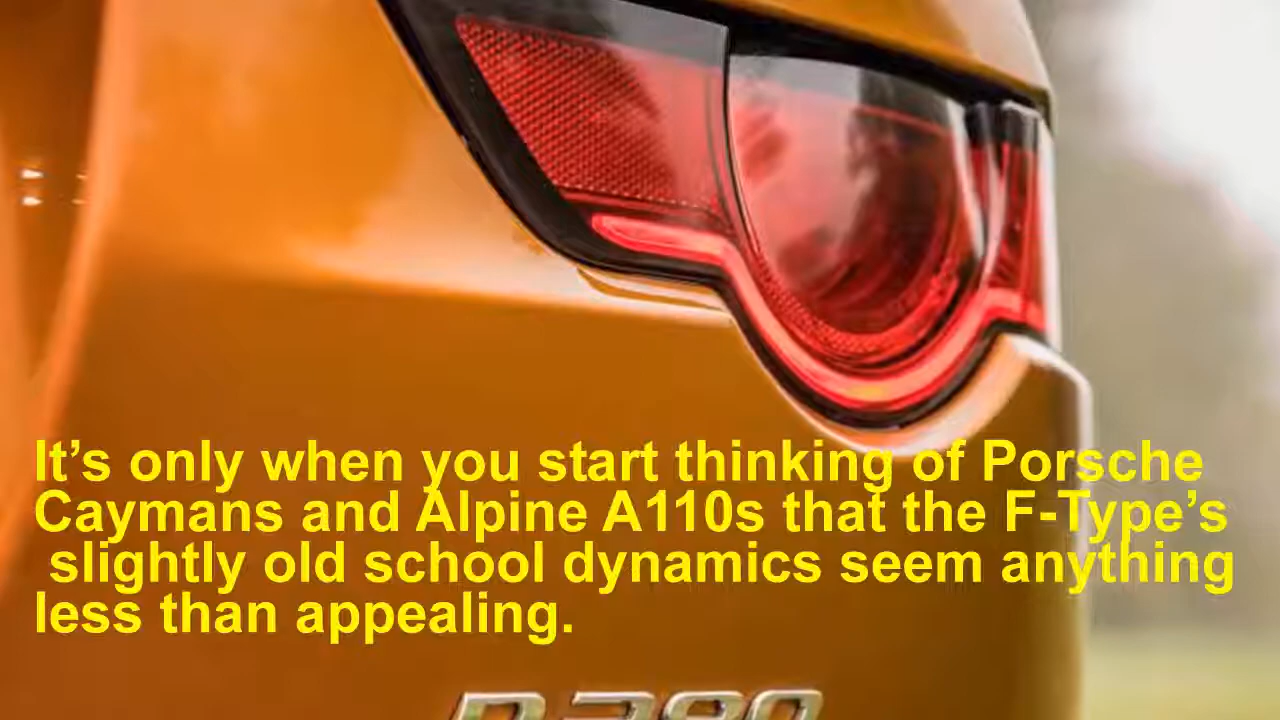 It’s only when you start thinking of Porsche
Caymans and Alpine A110s that the F-Type’s
slightly old school dynamics seem anything
less than appealing.